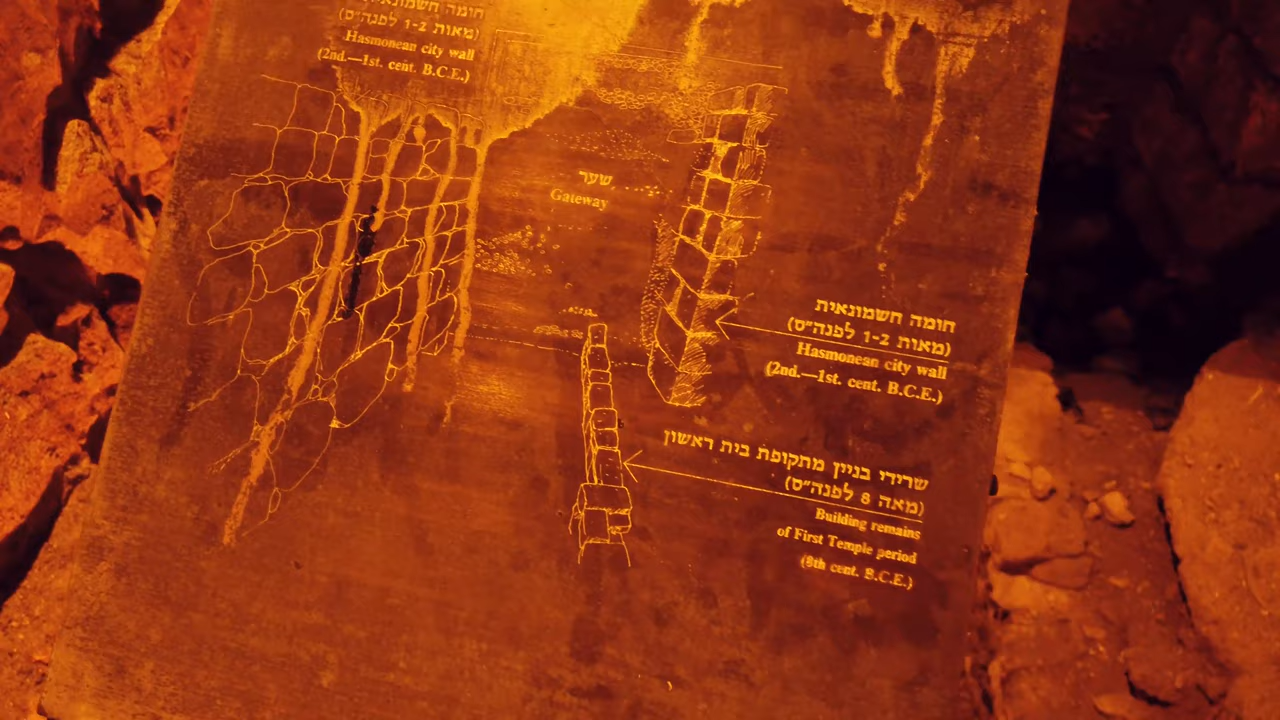 חומה חשמונאית
(מאות 1-2 לפנה״ס)
Hasmonean city wall
(2nd.—1st. cent. B.C.E.)
שער
Gateway
חומה חשמונאית
(מאות 1-2 לפנה״ס)
Hasmonean city wall
(2nd.—1st. cent. B.C.E.)
שרידי בניין מתקופת בית ראשון
(מאה 8 לפנה״ס)
Building remains
of First Temple period
(8th cent. B.C.E.)